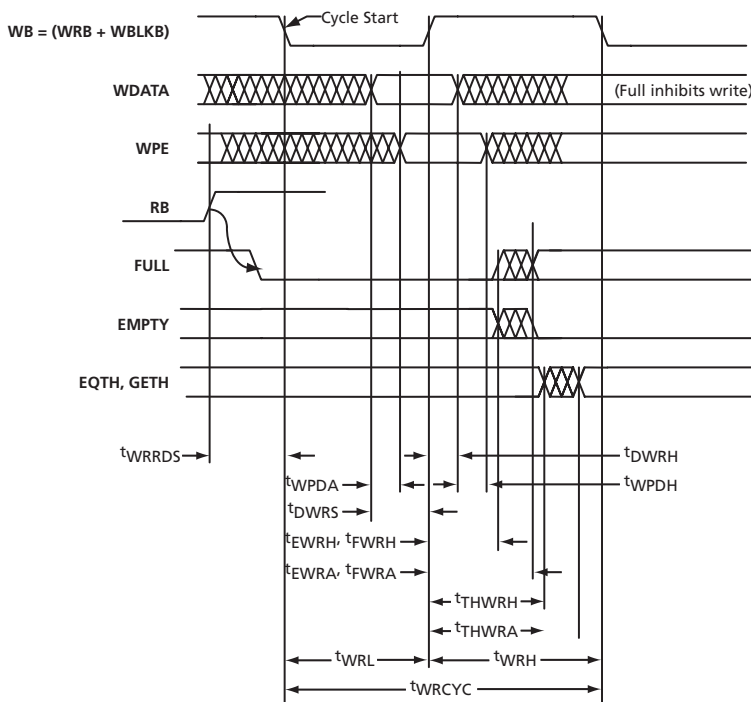 Cycle Start
WB = (WRB + WBLKB)
WDATA
(Full inhibits write)
WPE
RB
FULL
EMPTY
EQTH, GETH
tWRRDS
tDWRH
tWPDA
tWPDH
tDWRS
tEWRH, tFWRH
tEWRA, tFWRA
tTHWRH
tTHWRA
tWRL
tWRH
tWRCYC